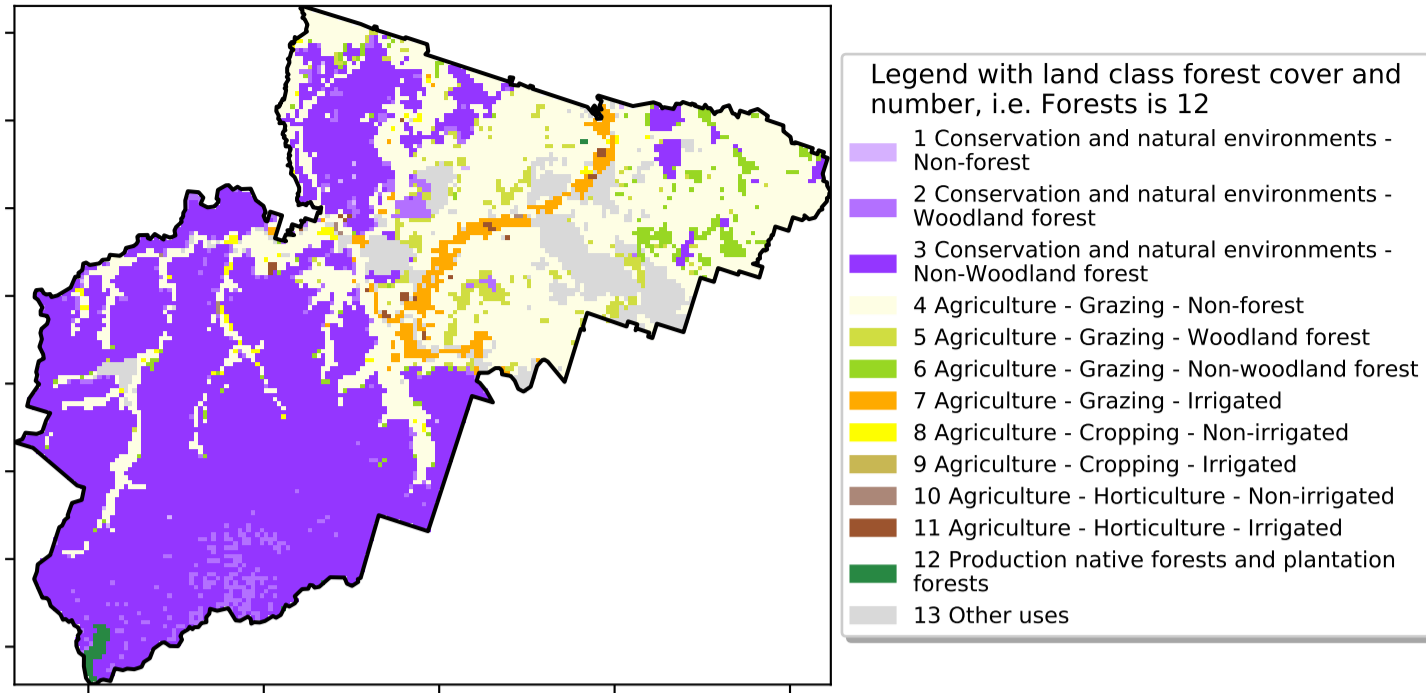 Legend with land class forest cover and
number, i.e. Forests is 12
1 Conservation and natural environments -
Non-forest
2 Conservation and natural environments -
Woodland forest
3 Conservation and natural environments -
Non-Woodland forest
4 Agriculture - Grazing - Non-forest
5 Agriculture - Grazing - Woodland forest
6 Agriculture - Grazing - Non-woodland forest
7 Agriculture - Grazing - Irrigated
8 Agriculture - Cropping - Non-irrigated
9 Agriculture - Cropping - Irrigated
10 Agriculture - Horticulture - Non-irrigated
11 Agriculture - Horticulture - Irrigated
12 Production native forests and plantation
forests
13 Other uses